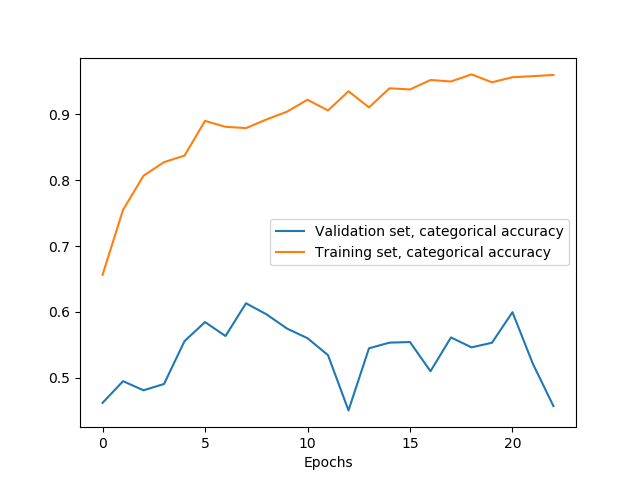 0.9
0.8
0.7
Validation set, categorical accuracy
Training set, categorical accuracy
0.6
0.5
0 5 10 15 20
Epochs